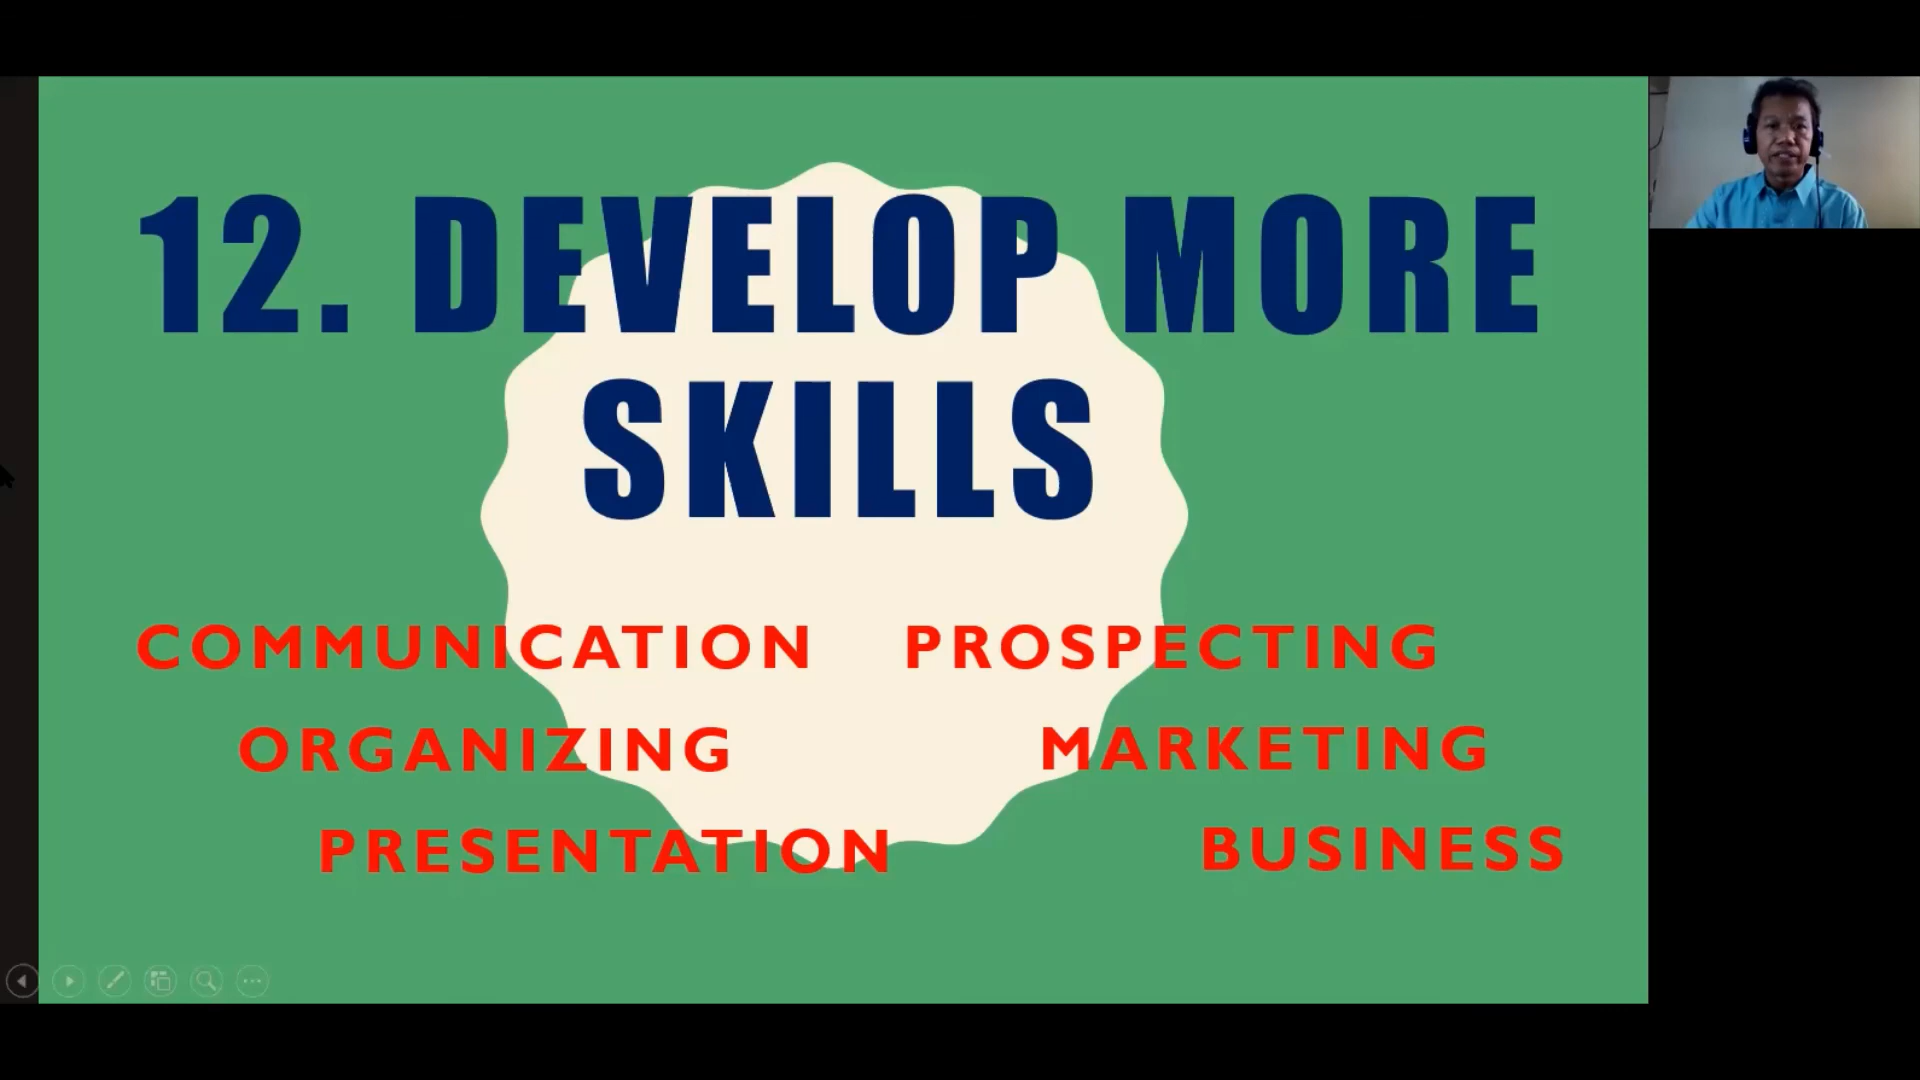 12. DEVELOP MORE
SKILLS
COMMUNICATION PROSPECTING
ORGANIZING MARKETING
PRESENTATION BUSINESS